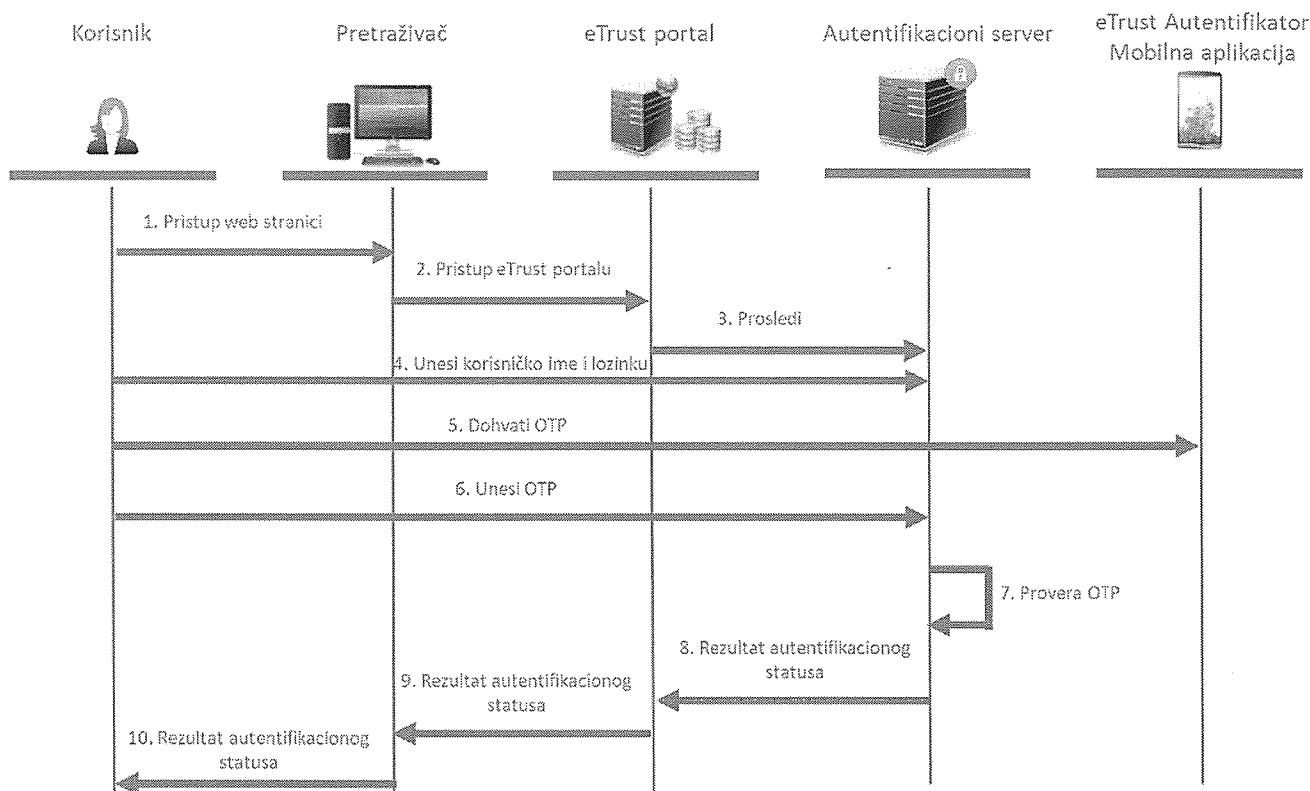 Korisnik
Pretraživač
eTrust portal
Autentifikacioni server
eTrust Autentifikator
Mobilna aplikacija
1. Pristup web stranici
2. Pristup eTrust portalu
3. Prosledi
4. Unesi korisničko ime i lozinku
5. Dohvati OTP
6. Unesi OTP
7. Provera OTP
8. Rezultat autentifikacionog
statusa
9. Rezultat autentifikacionog
statusa
10. Rezultat autentifikacionog
statusa